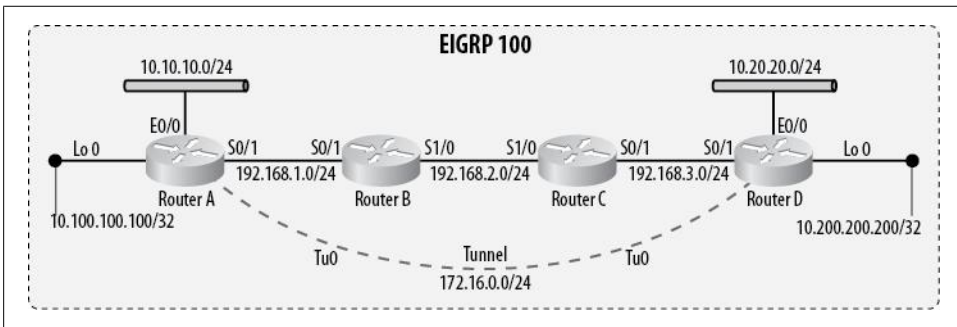 EIGRP 100
10.10.10.0/24
10.20.20.0/24
E0/0
E0/0
Lo 0
S0/1
S0/1
S1/0
S1/0
S0/1
S0/1
Lo 0
192.168.1.0/24
192.168.2.0/24
192.168.3.0/24
Router A
Router B
Router C
Router D
10.100.100.100/32
10.200.200.200/32
Tu0
Tunnel
Tu0
172.16.0.0/24